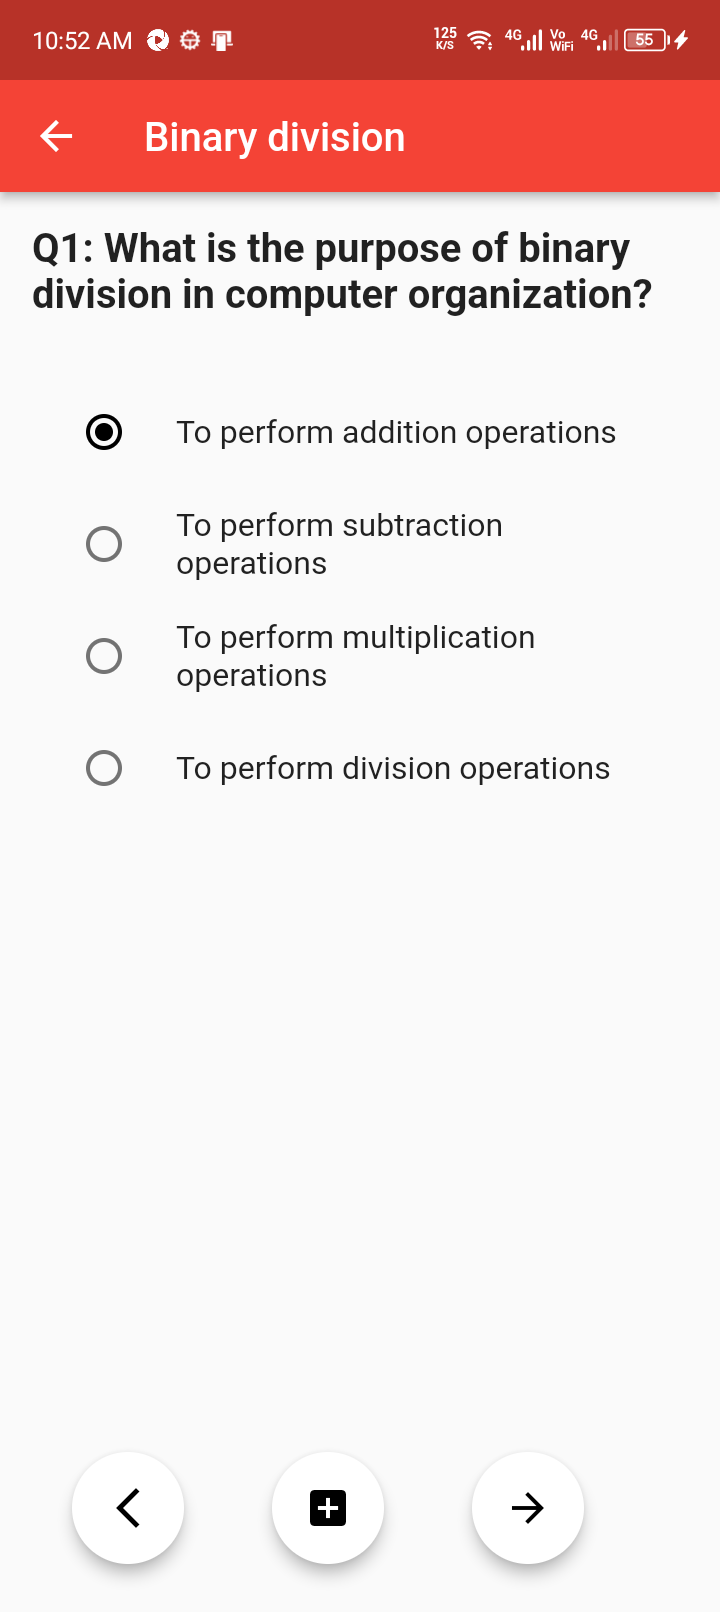 10:52 AM 125 K/S 4G Vo WiFi 4G 55
Binary division
Q1: What is the purpose of binary
division in computer organization?
To perform addition operations
To perform subtraction
operations
To perform multiplication
operations
To perform division operations